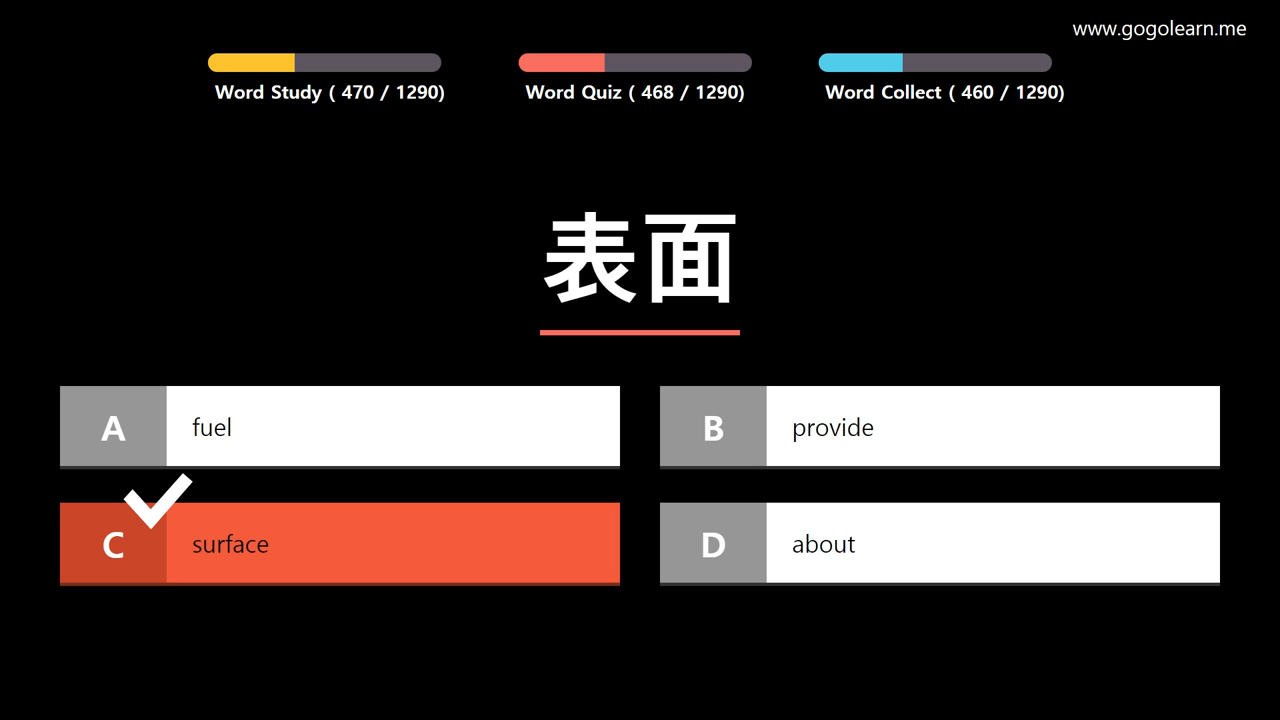 www.gogolearn.me
Word Study ( 470 / 1290)
Word Quiz ( 468 / 1290)
Word Collect ( 460 / 1290)
表面
A fuel
B provide
C surface
D about